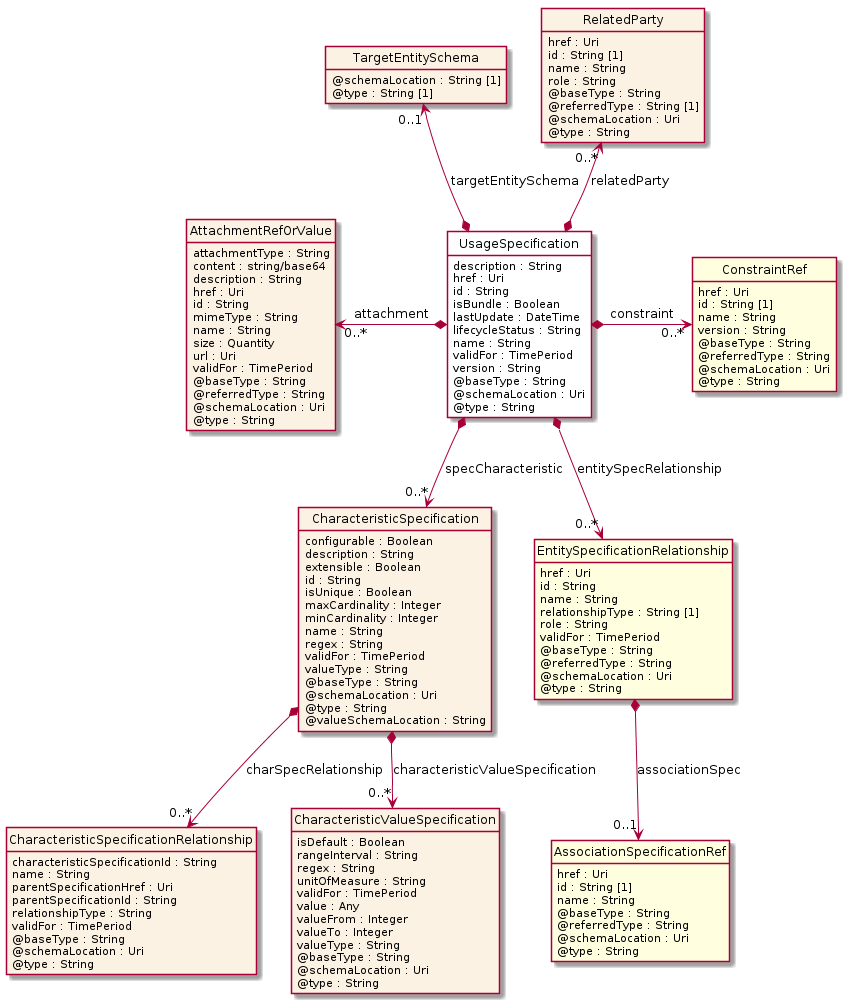 RelatedParty
href : Uri
id : String [1]
name : String
role : String
@baseType : String
@referredType : String [1]
@schemaLocation : Uri
@type : String
TargetEntitySchema
@schemaLocation : String [1]
@type : String [1]
0..1
0..*
targetEntitySchema
relatedParty
AttachmentRefOrValue
attachmentType : String
content : string/base64
description : String
href : Uri
id : String
mimeType : String
name : String
size : Quantity
url : Uri
validFor : TimePeriod
@baseType : String
@referredType : String
@schemaLocation : Uri
@type : String
attachment
0..*
UsageSpecification
description : String
href : Uri
id : String
isBundle : Boolean
lastUpdate : DateTime
lifecycleStatus : String
name : String
validFor : TimePeriod
version : String
@baseType : String
@schemaLocation : Uri
@type : String
constraint
0..*
ConstraintRef
href : Uri
id : String [1]
name : String
version : String
@baseType : String
@referredType : String
@schemaLocation : Uri
@type : String
specCharacteristic
entitySpecRelationship
0..*
0..*
CharacteristicSpecification
configurable : Boolean
description : String
extensible : Boolean
id : String
isUnique : Boolean
maxCardinality : Integer
minCardinality : Integer
name : String
regex : String
validFor : TimePeriod
valueType : String
@baseType : String
@schemaLocation : Uri
@type : String
@valueSchemaLocation : String
EntitySpecificationRelationship
href : Uri
id : String
name : String
relationshipType : String [1]
role : String
validFor : TimePeriod
@baseType : String
@referredType : String
@schemaLocation : Uri
@type : String
charSpecRelationship
characteristicValueSpecification
associationSpec
0..*
0..*
0..1
CharacteristicSpecificationRelationship
characteristicSpecificationId : String
name : String
parentSpecificationHref : Uri
parentSpecificationId : String
relationshipType : String
validFor : TimePeriod
@baseType : String
@schemaLocation : Uri
@type : String
CharacteristicValueSpecification
isDefault : Boolean
rangeInterval : String
regex : String
unitOfMeasure : String
validFor : TimePeriod
value : Any
valueFrom : Integer
valueTo : Integer
valueType : String
@baseType : String
@schemaLocation : Uri
@type : String
AssociationSpecificationRef
href : Uri
id : String [1]
name : String
@baseType : String
@referredType : String
@schemaLocation : Uri
@type : String